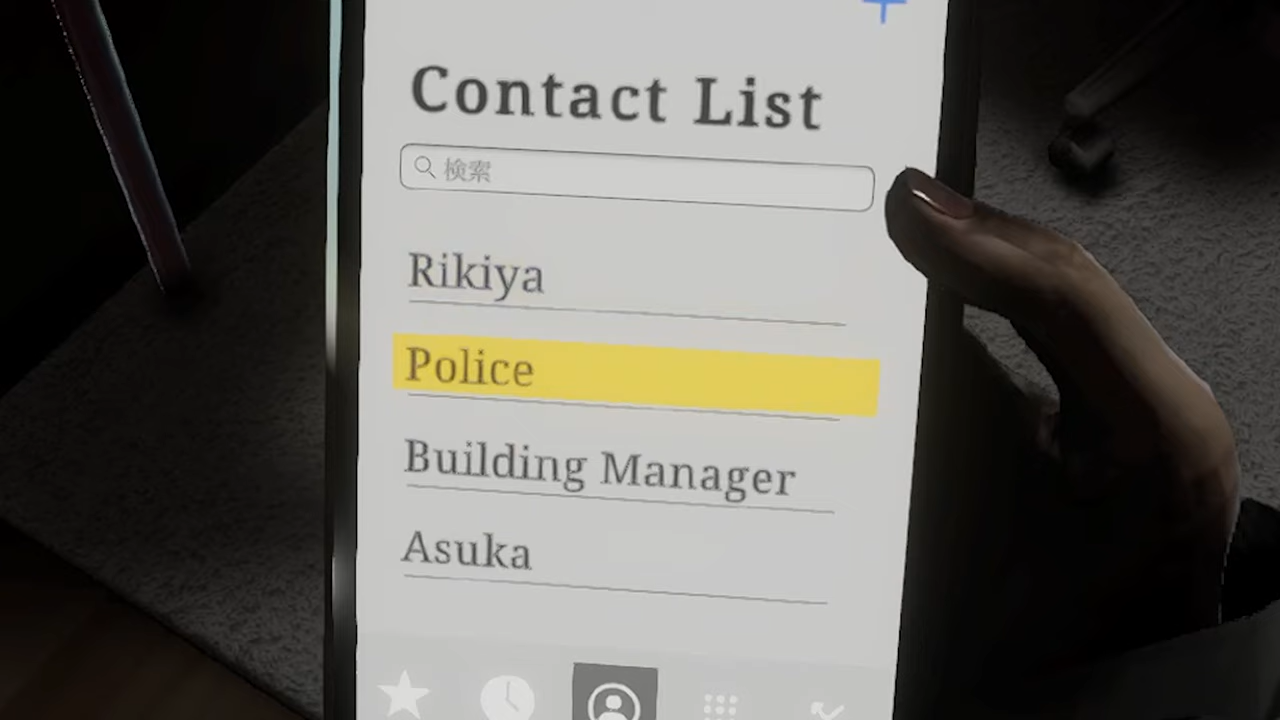 Contact List
検索
Rikiya
Police
Building Manager
Asuka